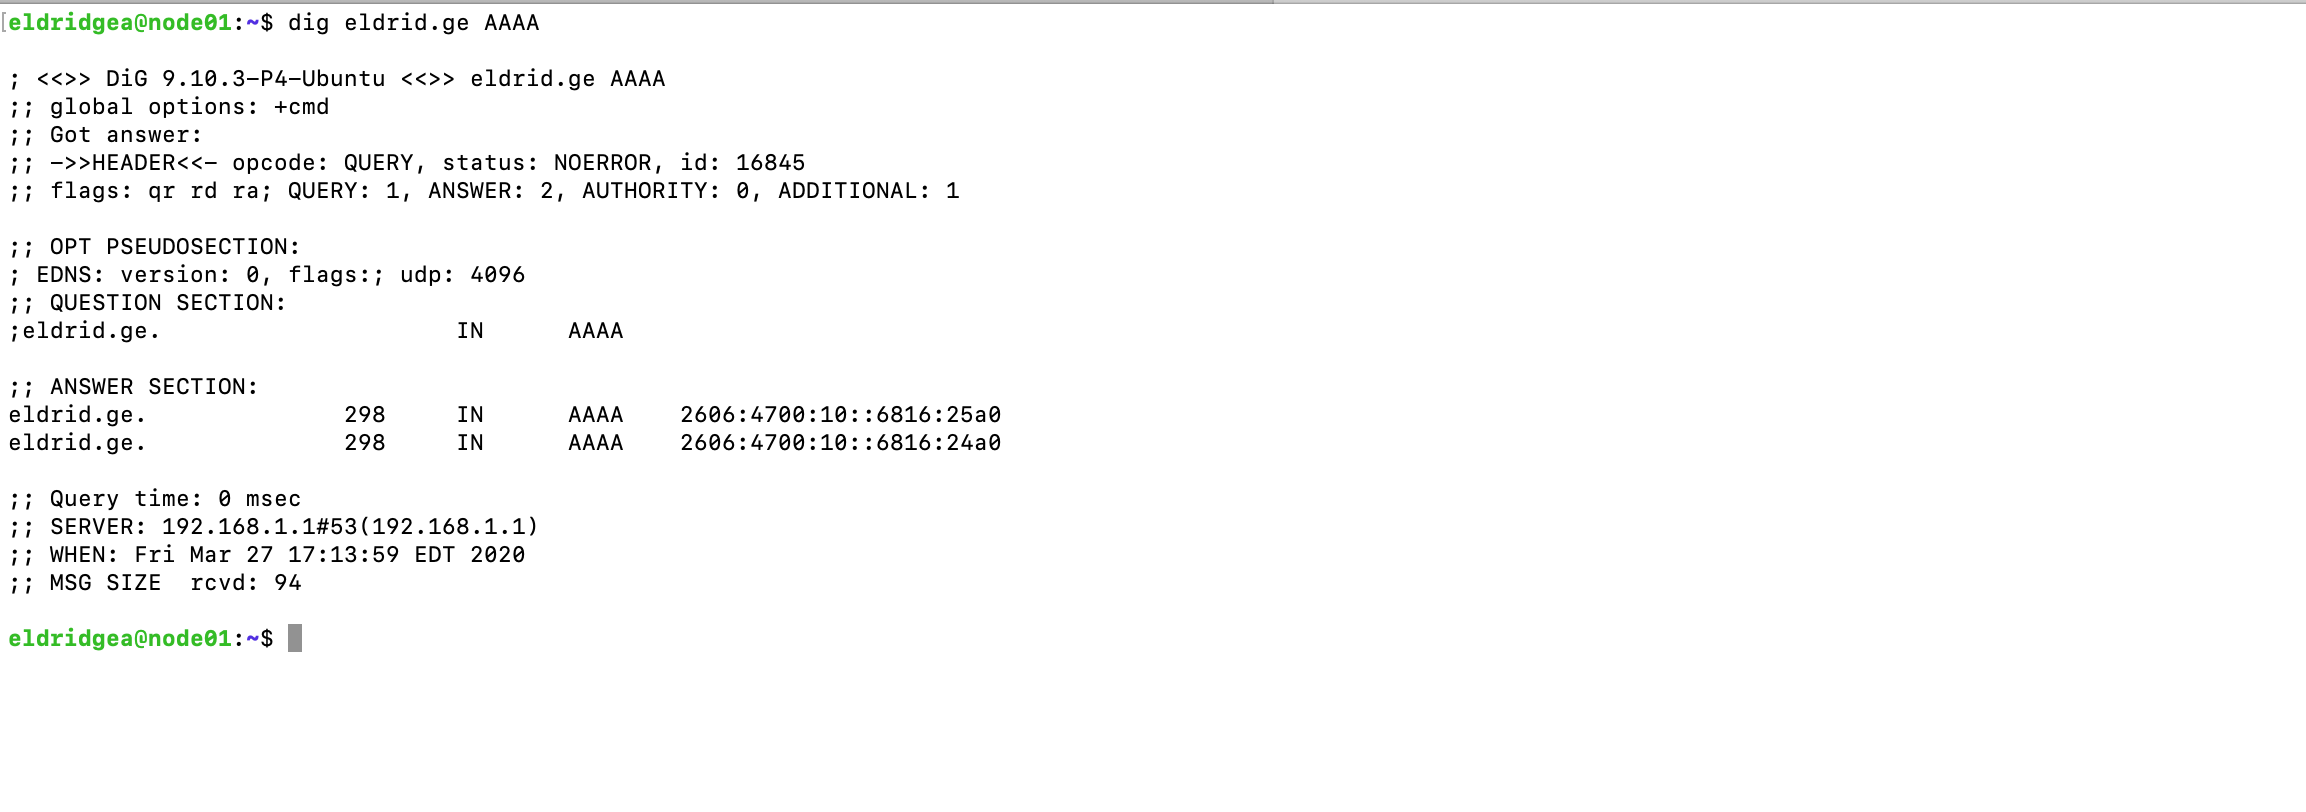 [eldridgea@node01:~$ dig eldrid.ge AAAA
; <<>> DiG 9.10.3-P4-Ubuntu <<>> eldrid.ge AAAA
;; global options: +cmd
;; Got answer:
;; ->>HEADER<<- opcode: QUERY, status: NOERROR, id: 16845
;; flags: qr rd ra; QUERY: 1, ANSWER: 2, AUTHORITY: 0, ADDITIONAL: 1
;; OPT PSEUDOSECTION:
; EDNS: version: 0, flags:; udp: 4096
;; QUESTION SECTION:
;eldrid.ge. IN AAAA
;; ANSWER SECTION:
eldrid.ge. 298 IN AAAA 2606:4700:10::6816:25a0
eldrid.ge. 298 IN AAAA 2606:4700:10::6816:24a0
;; Query time: 0 msec
;; SERVER: 192.168.1.1#53(192.168.1.1)
;; WHEN: Fri Mar 27 17:13:59 EDT 2020
;; MSG SIZE  rcvd: 94
eldridgea@node01:~$